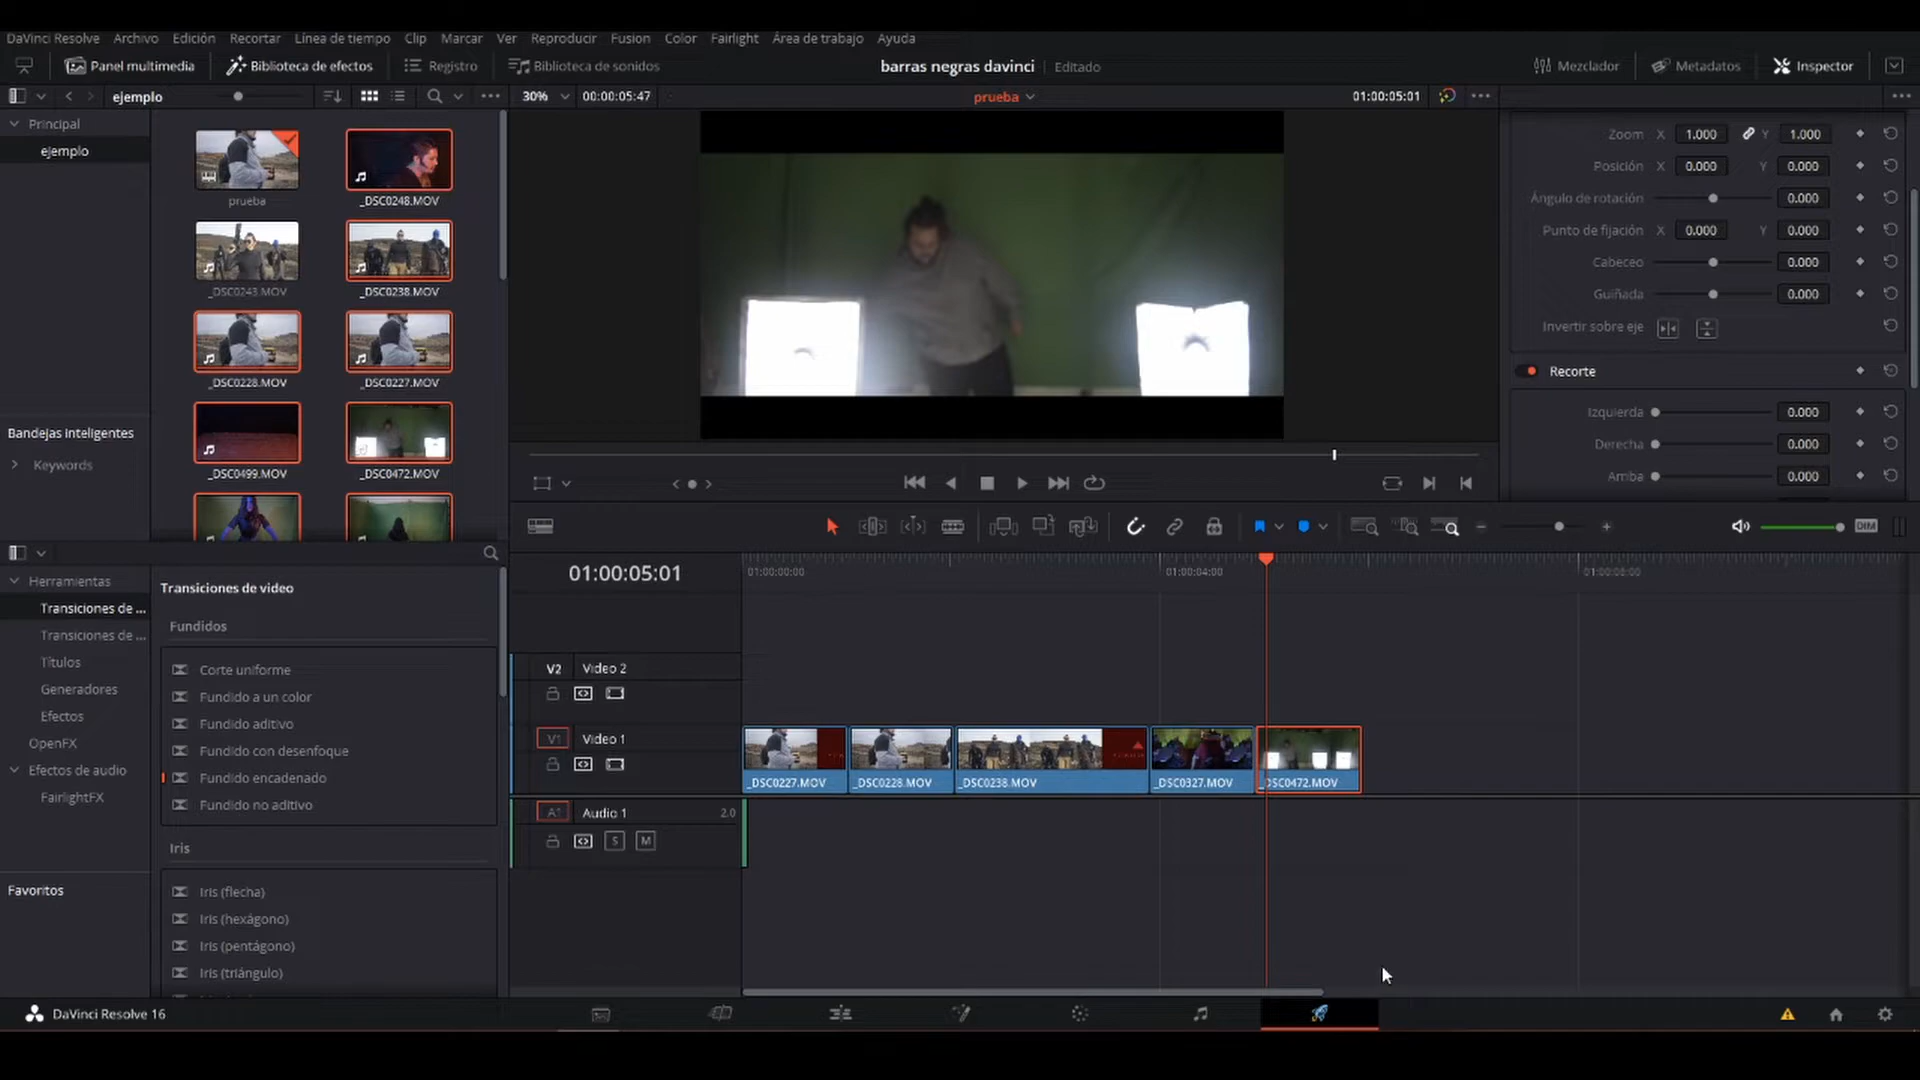 DaVinci Resolve Archivo Edición Recortar Línea de tiempo Clip Marcar Ver Reproducir Fusion Color Fairlight Área de trabajo Ayuda
Panel multimedia Biblioteca de efectos Registro Biblioteca de sonidos barras negras davinci Editado Mezclador Metadatos Inspector
ejemplo 30% 00:00:05:47 prueba 01:00:05:01
Principal
ejemplo
prueba _DSC0248.MOV
_DSC0243.MOV _DSC0238.MOV
_DSC0228.MOV _DSC0227.MOV
_DSC0499.MOV _DSC0472.MOV
Bandejas inteligentes
Keywords
Zoom X 1.000 Y 1.000
Posición X 0.000 Y 0.000
Ángulo de rotación 0.000
Punto de fijación X 0.000 Y 0.000
Cabeceo 0.000
Guiñada 0.000
Invertir sobre eje
Recorte
Izquierda 0.000
Derecha 0.000
Arriba 0.000
DIM
Herramientas
Transiciones de ...
Transiciones de ...
Títulos
Generadores
Efectos
OpenFX
Efectos de audio
FairlightFX
Favoritos
Transiciones de video
Fundidos
Corte uniforme
Fundido a un color
Fundido aditivo
Fundido con desenfoque
Fundido encadenado
Fundido no aditivo
Iris
Iris (flecha)
Iris (hexágono)
Iris (pentágono)
Iris (triángulo)
01:00:05:01 01:00:00:00 01:00:04:00 01:00:08:00
V2 Video 2
V1 Video 1
_DSC0227.MOV _DSC0228.MOV _DSC0238.MOV _DSC0327.MOV _DSC0472.MOV
A1 Audio 1 2.0
S M
DaVinci Resolve 16